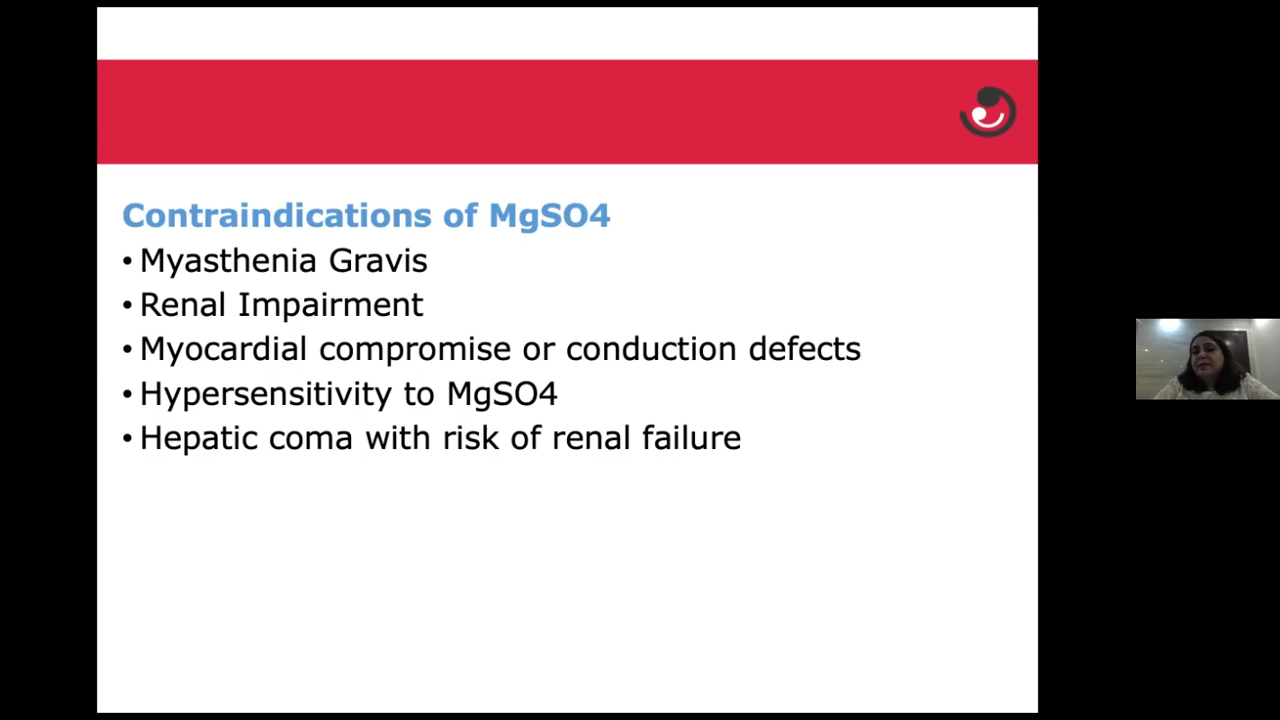 Contraindications of MgSO4
• Myasthenia Gravis
• Renal Impairment
• Myocardial compromise or conduction defects
• Hypersensitivity to MgSO4
• Hepatic coma with risk of renal failure